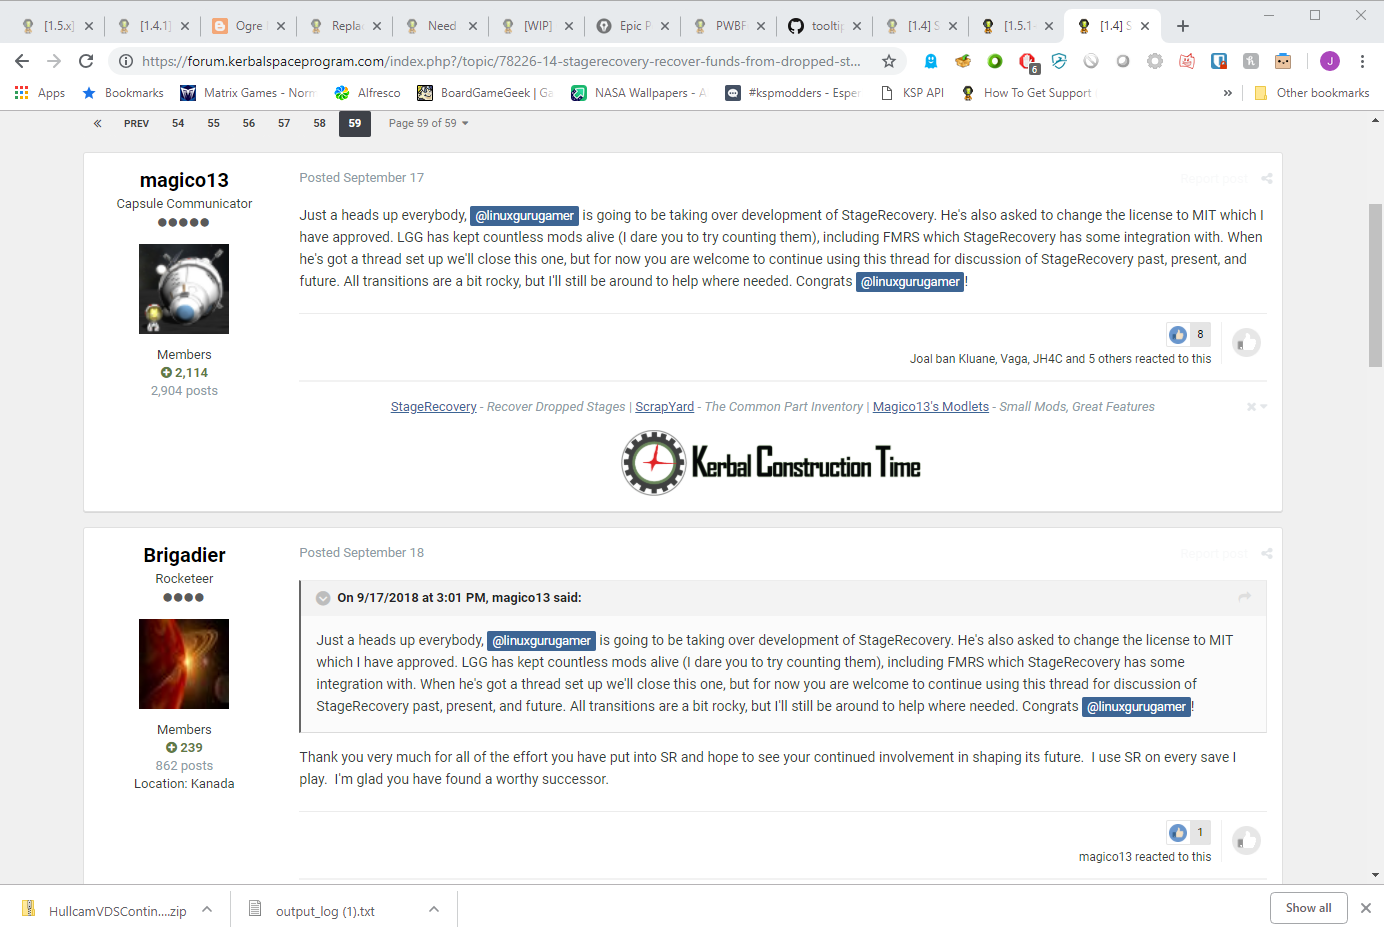 [1.5.x]
[1.4.1]
Ogre
Repla
Need
[WIP]
Epic P
PWBF
tooltip
[1.4] S
[1.5.1
[1.4] S
https://forum.kerbalspaceprogram.com/index.php?/topic/78226-14-stagerecovery-recover-funds-from-dropped-st...
6
J
Apps
Bookmarks
Matrix Games - Norm
Alfresco
BoardGameGeek | Ga
NASA Wallpapers - A
#kspmodders - Esper
KSP API
How To Get Support
»
Other bookmarks
« PREV 54 55 56 57 58 59 Page 59 of 59
magico13
Capsule Communicator
Members
2,114
2,904 posts
Posted September 17
Report post
Just a heads up everybody, @linuxgurugamer is going to be taking over development of StageRecovery. He's also asked to change the license to MIT which I
have approved. LGG has kept countless mods alive (I dare you to try counting them), including FMRS which StageRecovery has some integration with. When
he's got a thread set up we'll close this one, but for now you are welcome to continue using this thread for discussion of StageRecovery past, present, and
future. All transitions are a bit rocky, but I'll still be around to help where needed. Congrats @linuxgurugamer!
8
Joal ban Kluane, Vaga, JH4C and 5 others reacted to this
StageRecovery - Recover Dropped Stages | ScrapYard - The Common Part Inventory | Magico13's Modlets - Small Mods, Great Features
Kerbal Construction Time
Brigadier
Rocketeer
Members
239
862 posts
Location: Kanada
Posted September 18
Report post
On 9/17/2018 at 3:01 PM, magico13 said:
Just a heads up everybody, @linuxgurugamer is going to be taking over development of StageRecovery. He's also asked to change the license to MIT
which I have approved. LGG has kept countless mods alive (I dare you to try counting them), including FMRS which StageRecovery has some
integration with. When he's got a thread set up we'll close this one, but for now you are welcome to continue using this thread for discussion of
StageRecovery past, present, and future. All transitions are a bit rocky, but I'll still be around to help where needed. Congrats @linuxgurugamer!
Thank you very much for all of the effort you have put into SR and hope to see your continued involvement in shaping its future.  I use SR on every save I
play.  I'm glad you have found a worthy successor.
1
magico13 reacted to this
HullcamVDSContin....zip
output_log (1).txt
Show all